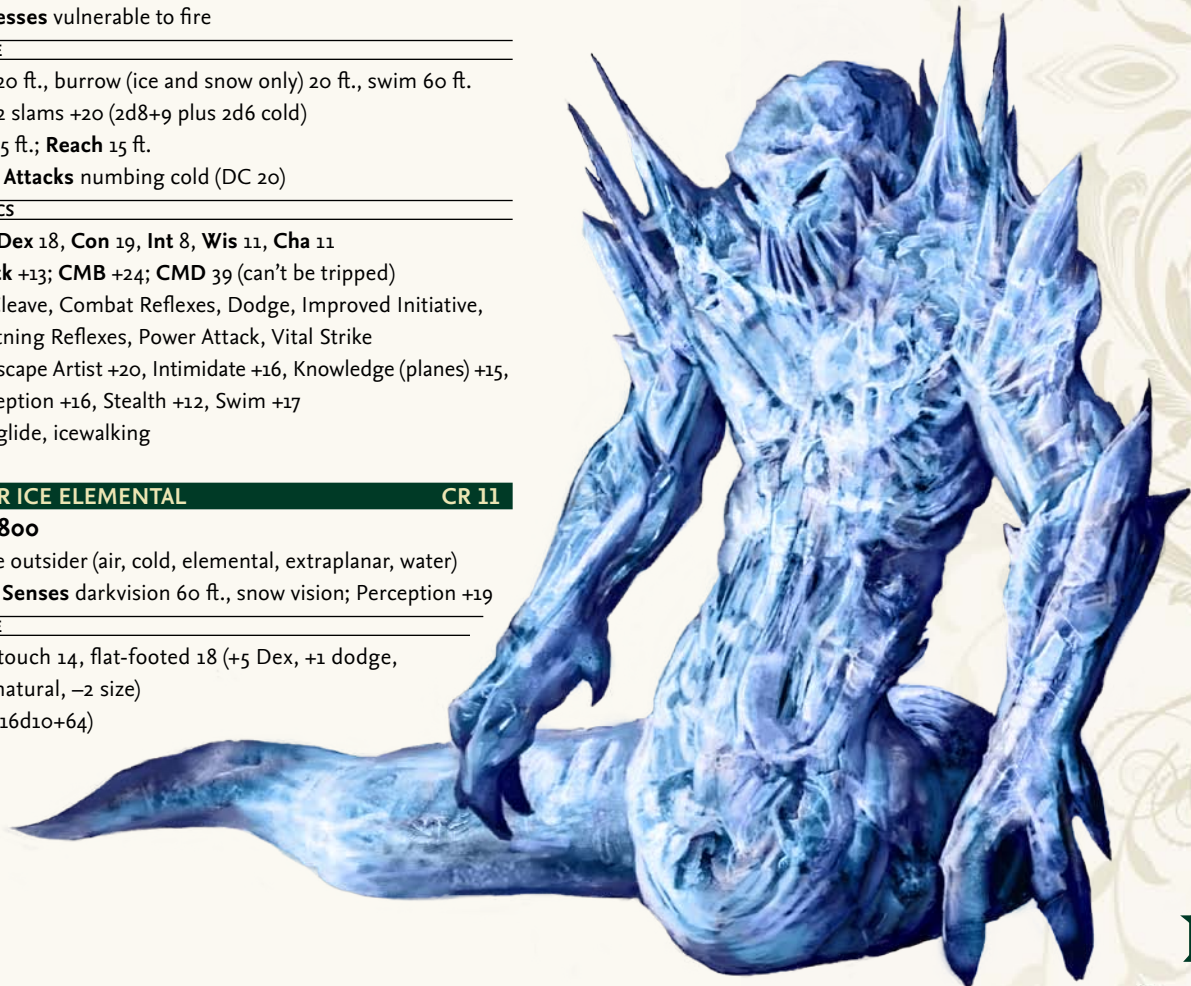 esses vulnerable to fire
E
20 ft., burrow (ice and snow only) 20 ft., swim 60 ft.
2 slams +20 (2d8+9 plus 2d6 cold)
5 ft.; Reach 15 ft.
Attacks numbing cold (DC 20)
CS
Dex 18, Con 19, Int 8, Wis 11, Cha 11
ck +13; CMB +24; CMD 39 (can't be tripped)
Cleave, Combat Reflexes, Dodge, Improved Initiative,
tning Reflexes, Power Attack, Vital Strike
scape Artist +20, Intimidate +16, Knowledge (planes) +15,
eption +16, Stealth +12, Swim +17
glide, icewalking
R ICE ELEMENTAL CR 11
800
e outsider (air, cold, elemental, extraplanar, water)
Senses darkvision 60 ft., snow vision; Perception +19
E
touch 14, flat-footed 18 (+5 Dex, +1 dodge,
natural, –2 size)
16d10+64)